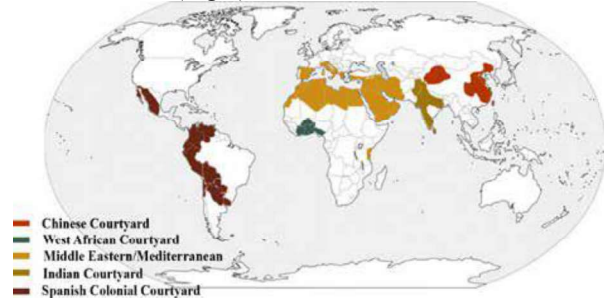 Chinese Courtyard
West African Courtyard
Middle Eastern/Mediterranean
Indian Courtyard
Spanish Colonial Courtyard